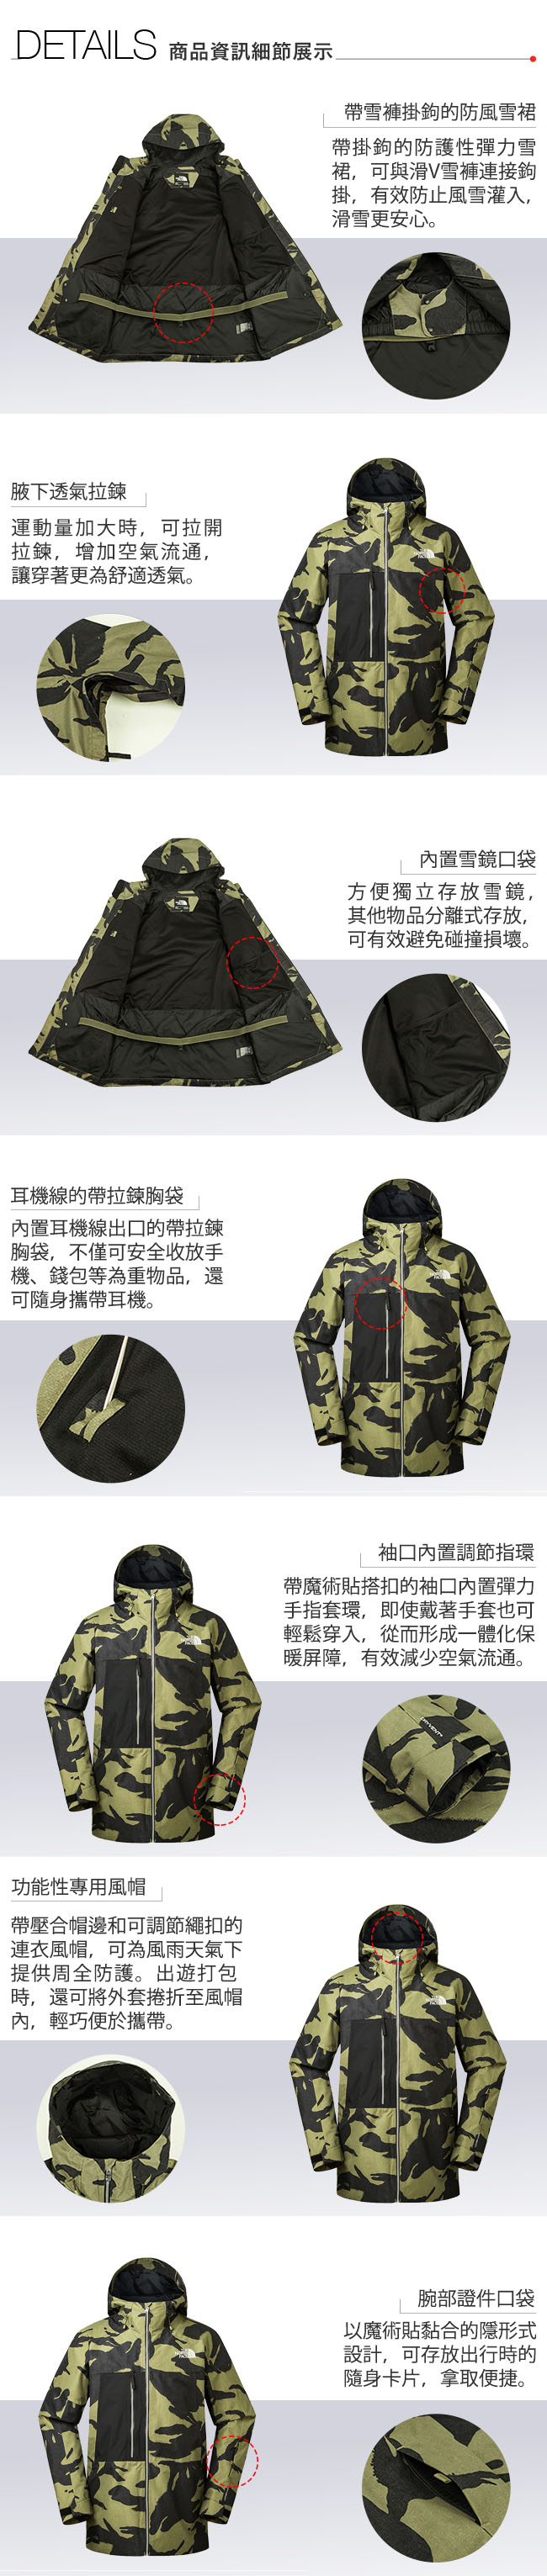 DETAILS 商品資訊細節展示
帶雪褲掛鉤的防風雪裙
帶掛鉤的防護性彈力雪
裙，可與滑V雪褲連接鉤
掛，有效防止風雪灌入，
滑雪更安心。
腋下透氣拉鍊
運動量加大時，可拉開
拉鍊，增加空氣流通，
讓穿著更為舒適透氣。
內置雪鏡口袋
方便獨立存放雪鏡，
其他物品分離式存放，
可有效避免碰撞損壞。
耳機線的帶拉鍊胸袋
內置耳機線出口的帶拉鍊
胸袋，不僅可安全收放手
機、錢包等為重物品，還
可隨身攜帶耳機。
袖口內置調節指環
帶魔術貼搭扣的袖口內置彈力
手指套環，即使戴著手套也可
輕鬆穿入，從而形成一體化保
暖屏障，有效減少空氣流通。
DRYVENT
功能性專用風帽
帶壓合帽邊和可調節繩扣的
連衣風帽，可為風雨天氣下
提供周全防護。出遊打包
時，還可將外套捲折至風帽
內，輕巧便於攜帶。
腕部證件口袋
以魔術貼黏合的隱形式
設計，可存放出行時的
隨身卡片，拿取便捷。